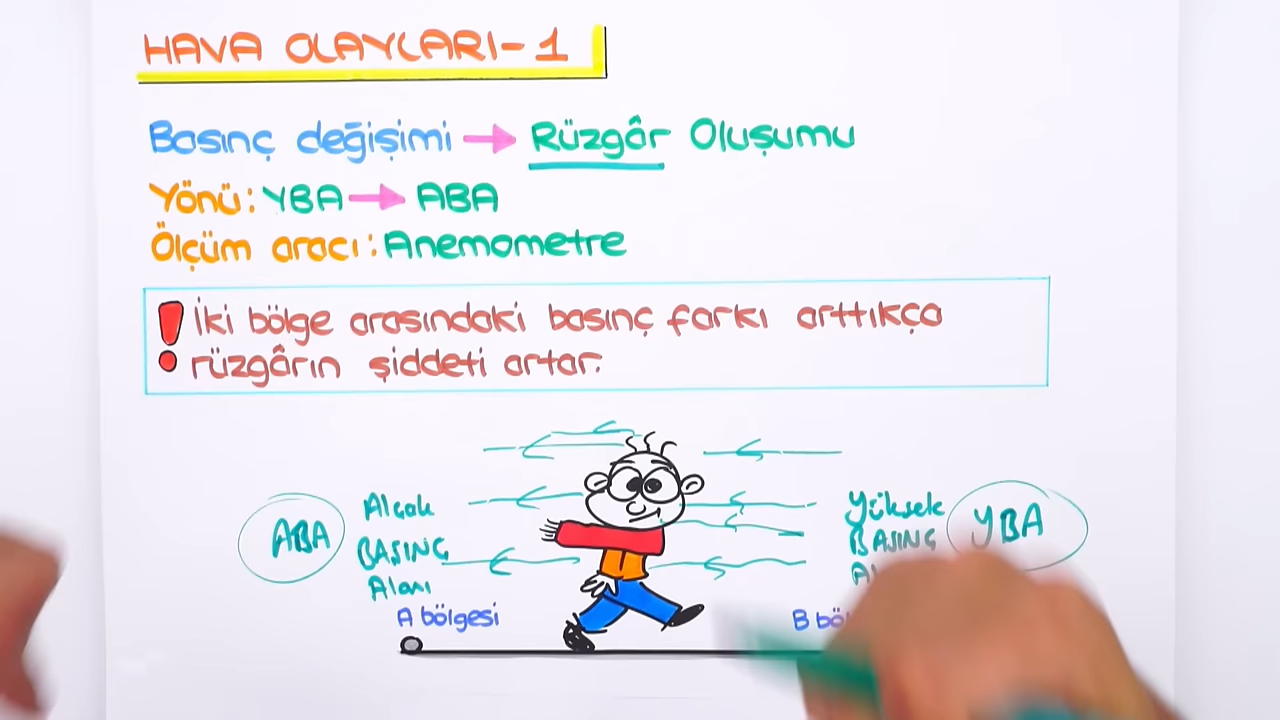 HAVA OLAYLARI-1
Basınç değişimi → Rüzgâr Oluşumu
Yönü: YBA → ABA
Ölçüm aracı: Anemometre
! İki bölge arasındaki basınç farkı arttıkça
rüzgârın şiddeti artar.
ABA
Alçak
BASINÇ
Alanı
A bölgesi
Yüksek
BASINÇ
YBA
B